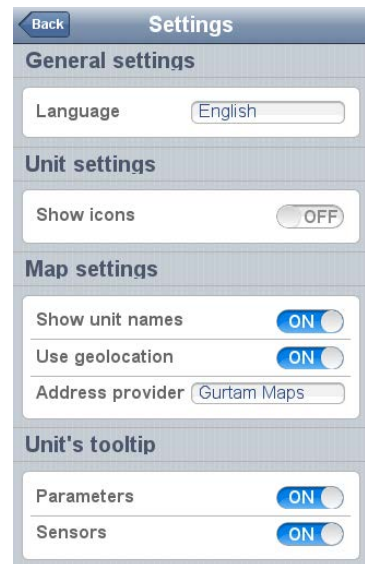 Back Settings
General settings
Language English
Unit settings
Show icons OFF
Map settings
Show unit names ON
Use geolocation ON
Address provider Gurtam Maps
Unit's tooltip
Parameters ON
Sensors ON